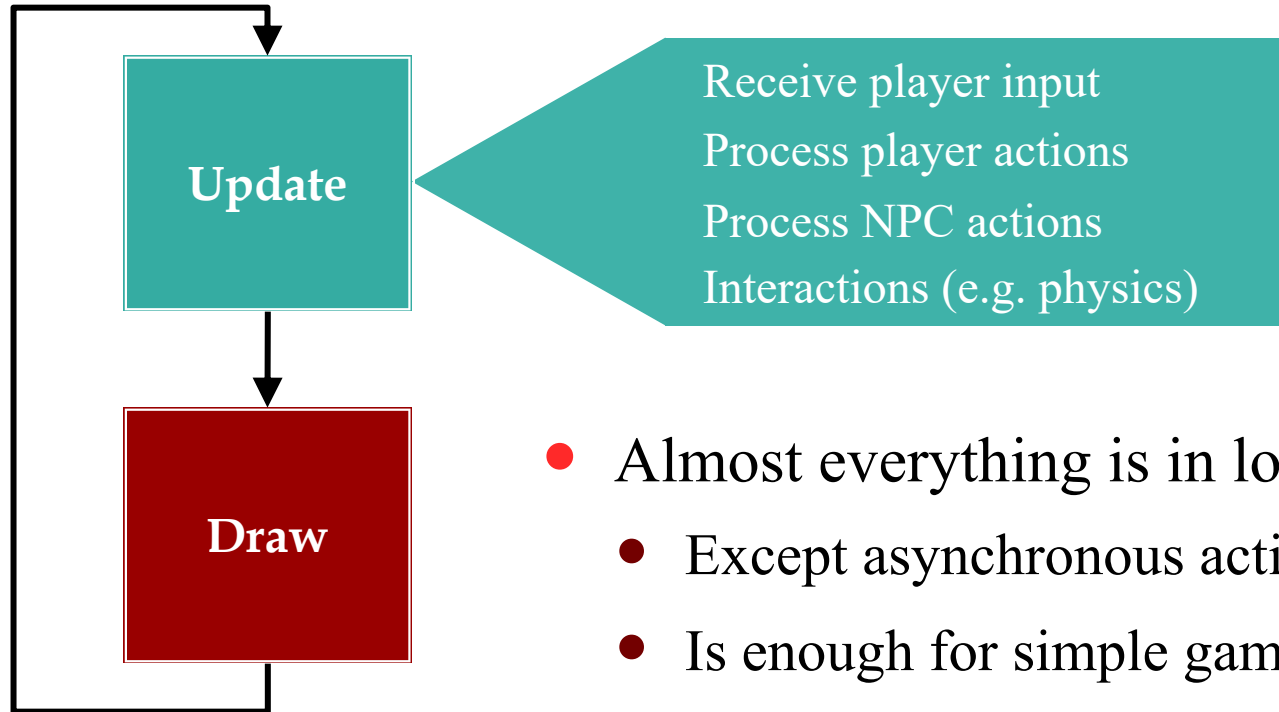 Update
Receive player input
Process player actions
Process NPC actions
Interactions (e.g. physics)
Draw
Almost everything is in lo
Except asynchronous acti
Is enough for simple gam